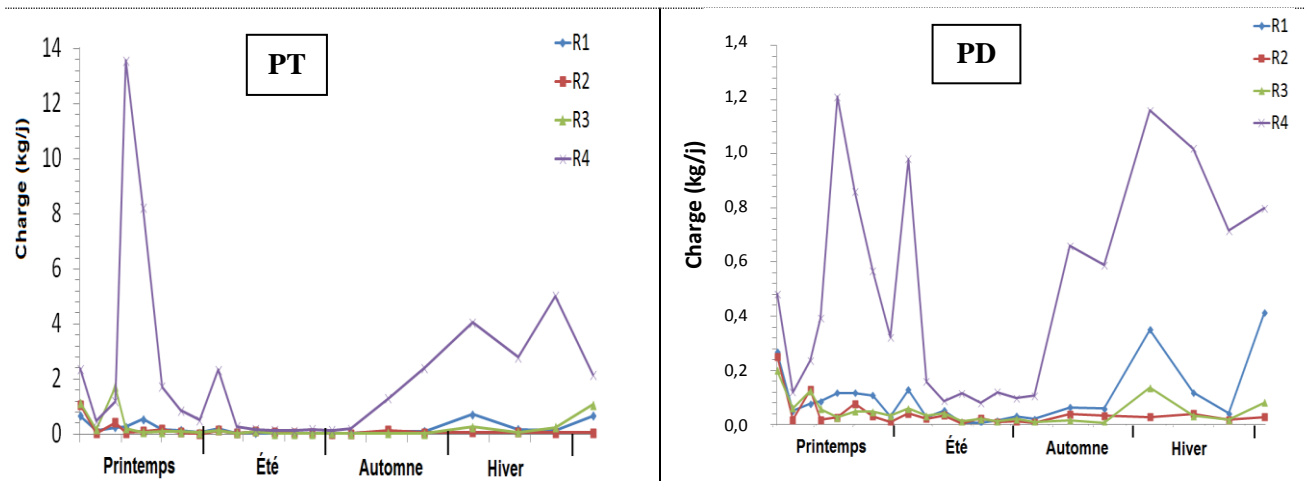 PT
Charge (kg/j)
14
12
10
8
6
4
2
0
R1
R2
R3
R4
Printemps
Été
Automne
Hiver
PD
Charge (kg/j)
1,4
1,2
1,0
0,8
0,6
0,4
0,2
0,0
R1
R2
R3
R4
Printemps
Été
Automne
Hiver